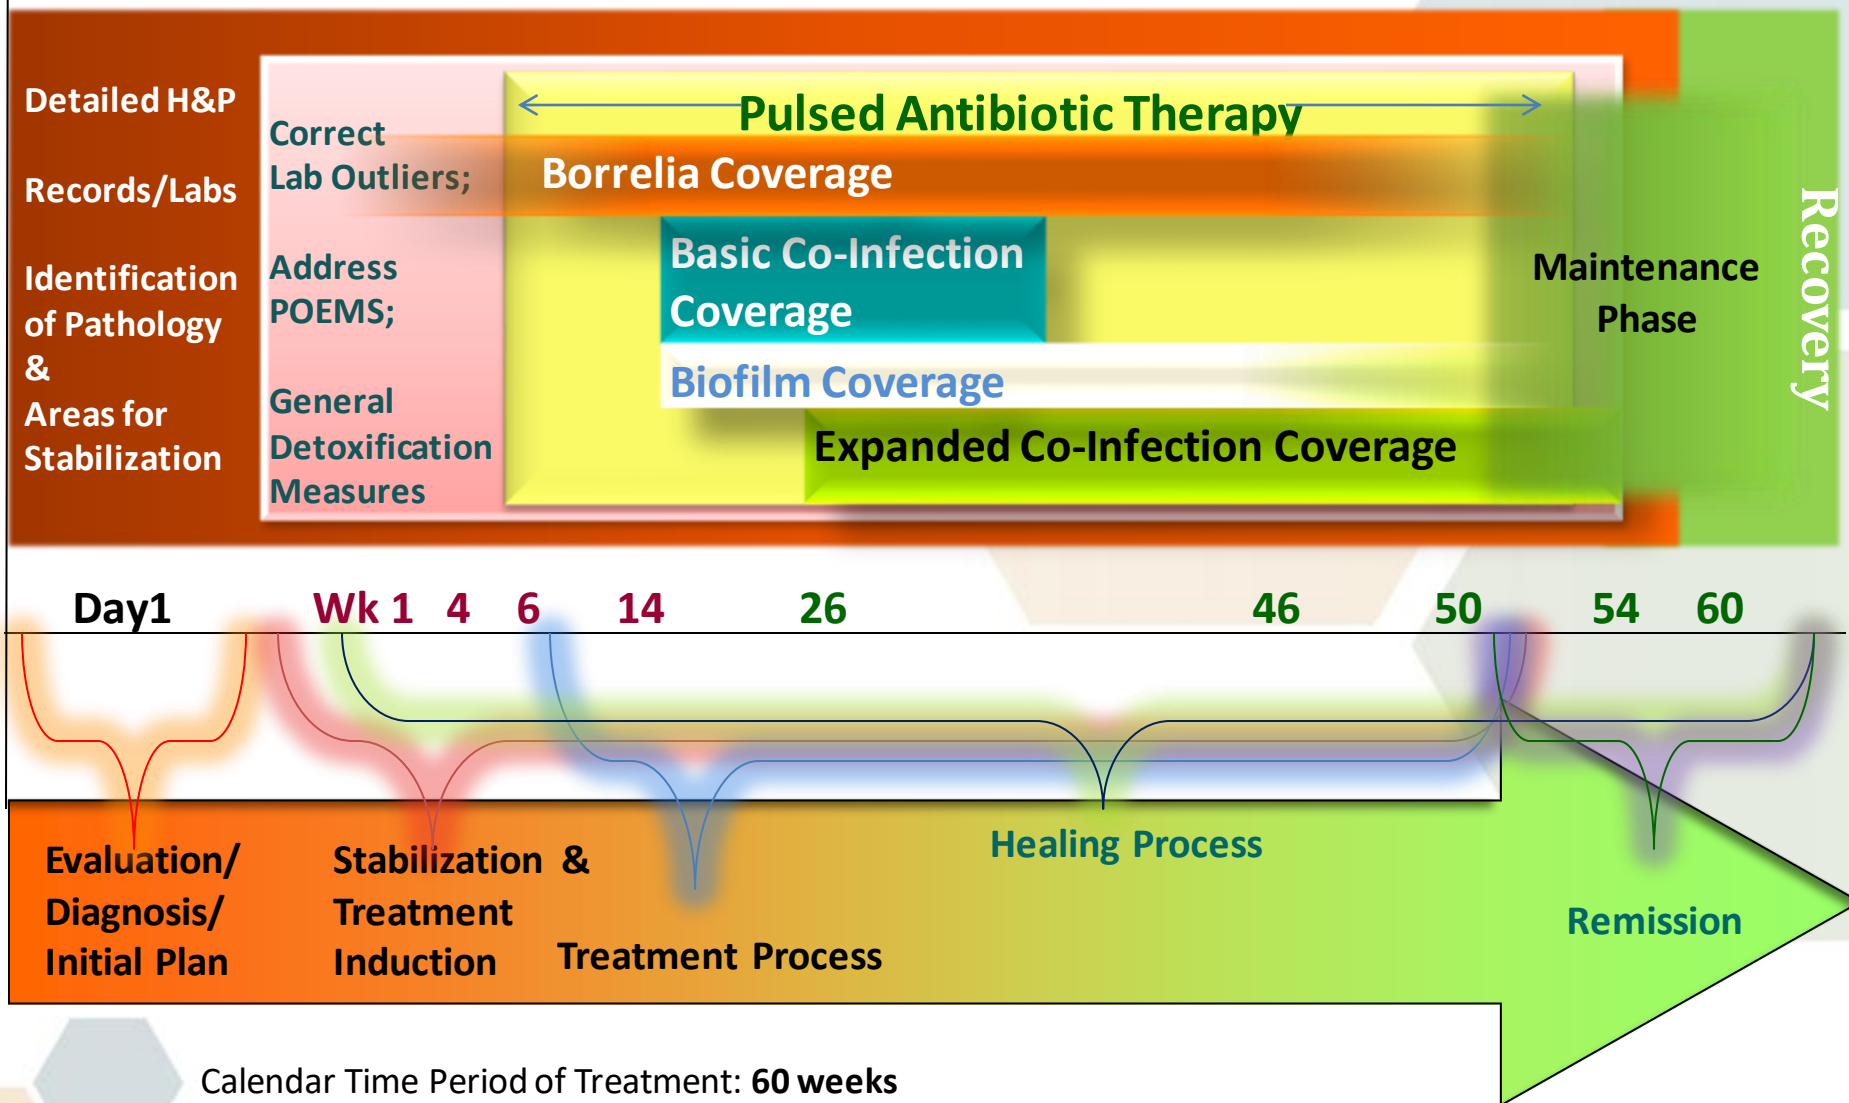 Detailed H&P
Records/Labs
Identification
of Pathology
&
Areas for
Stabilization
Correct
Lab Outliers;
Address
POEMS;
General
Detoxification
Measures
Pulsed Antibiotic Therapy
Borrelia Coverage
Basic Co-Infection
Coverage
Biofilm Coverage
Expanded Co-Infection Coverage
Maintenance
Phase
Recovery
Day1 Wk 1 4 6 14 26 46 50 54 60
Evaluation/
Diagnosis/
Initial Plan
Stabilization &
Treatment
Induction
Treatment Process
Healing Process
Remission
Calendar Time Period of Treatment: 60 weeks